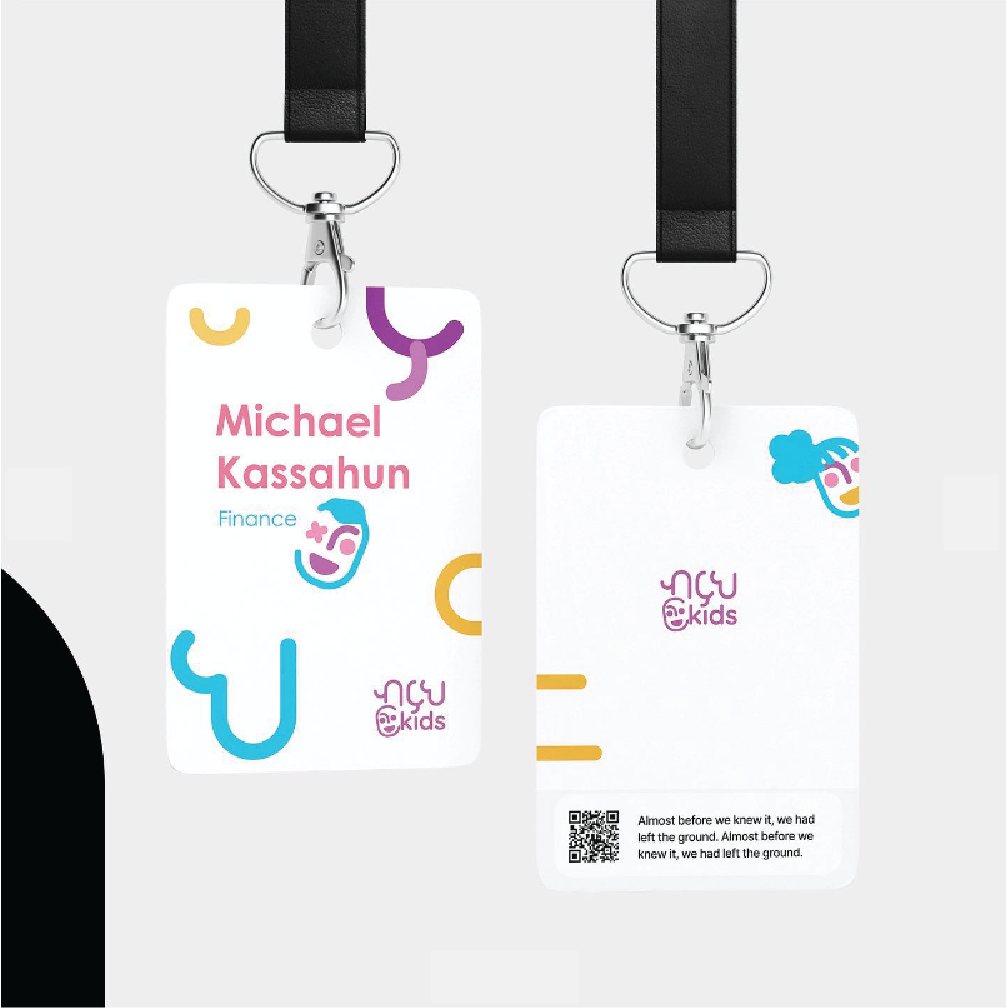 Michael
Kassahun
Finance
kids
kids
Almost before we knew it, we had
left the ground. Almost before we
knew it, we had left the ground.